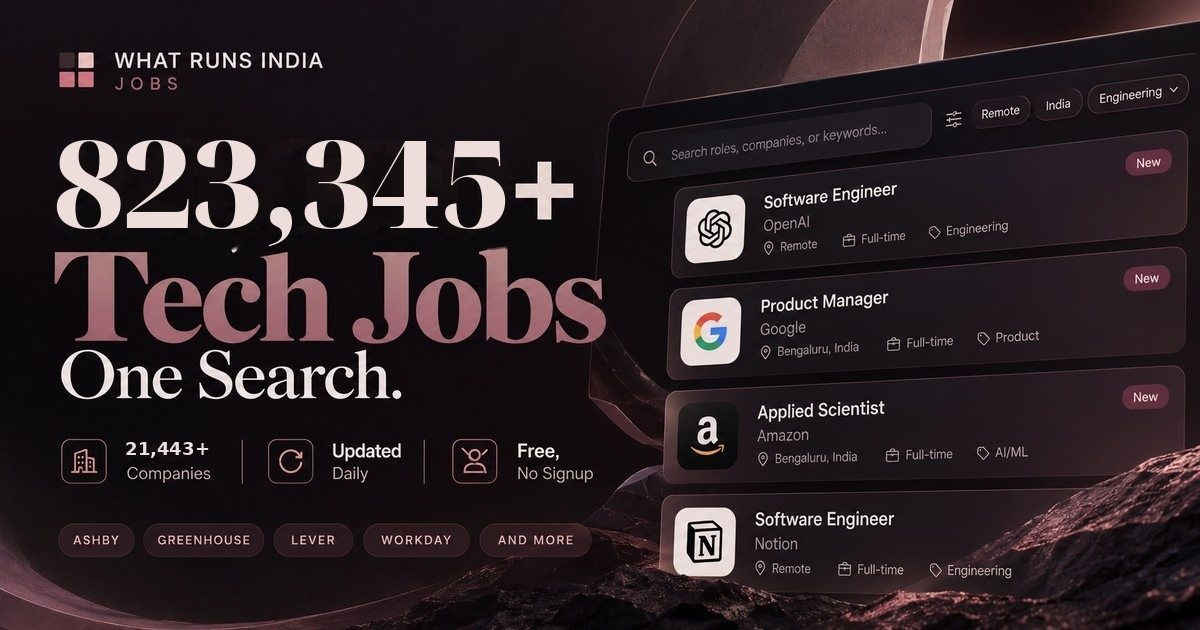 WHAT RUNS INDIA
JOBS
823,345+
Tech Jobs
One Search.
21,443+
Companies
Updated
Daily
Free,
No Signup
ASHBY
GREENHOUSE
LEVER
WORKDAY
AND MORE
Search roles, companies, or keywords...
Remote
India
Engineering
New
Software Engineer
OpenAI
Remote
Full-time
Engineering
New
Product Manager
Google
Bengaluru, India
Full-time
Product
New
a
Applied Scientist
Amazon
Bengaluru, India
Full-time
AI/ML
N
Software Engineer
Notion
Remote
Full-time
Engineering